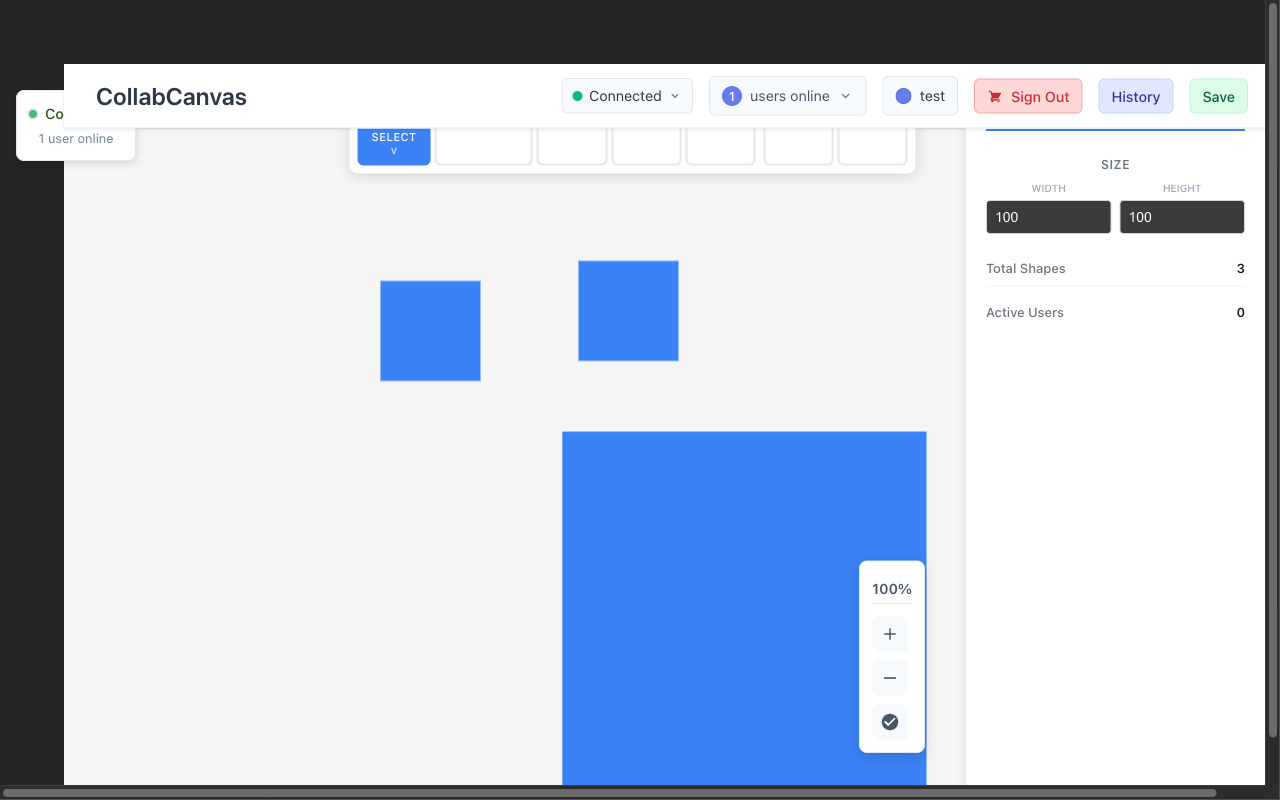 CollabCanvas
Connected
1 users online
test
Sign Out
History
Save
Co
1 user online
SELECT
V
SIZE
WIDTH HEIGHT
100 100
Total Shapes 3
Active Users 0
100%